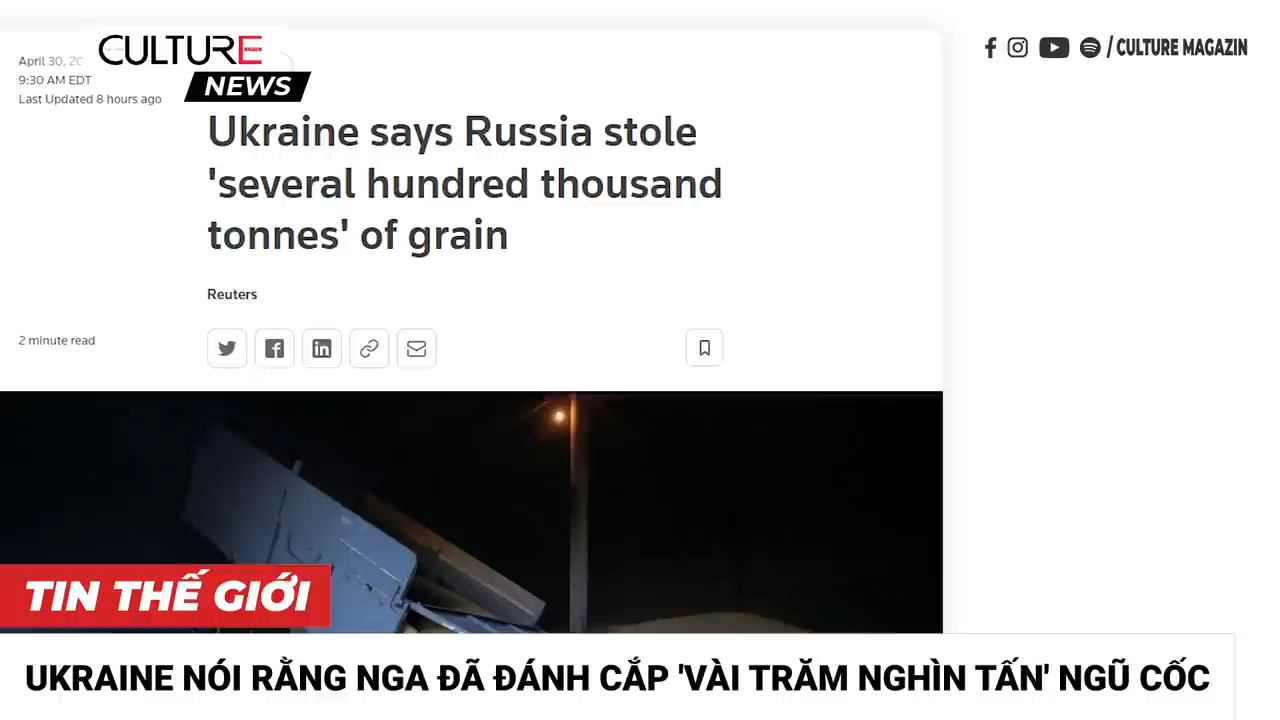 CULTURE
NEWS
/ CULTURE MAGAZIN
April 30, 20
9:30 AM EDT
Last Updated 8 hours ago
Ukraine says Russia stole
'several hundred thousand
tonnes' of grain
Reuters
2 minute read
TIN THẾ GIỚI
UKRAINE NÓI RẰNG NGA ĐÃ ĐÁNH CẮP 'VÀI TRĂM NGHÌN TẤN' NGŨ CỐC